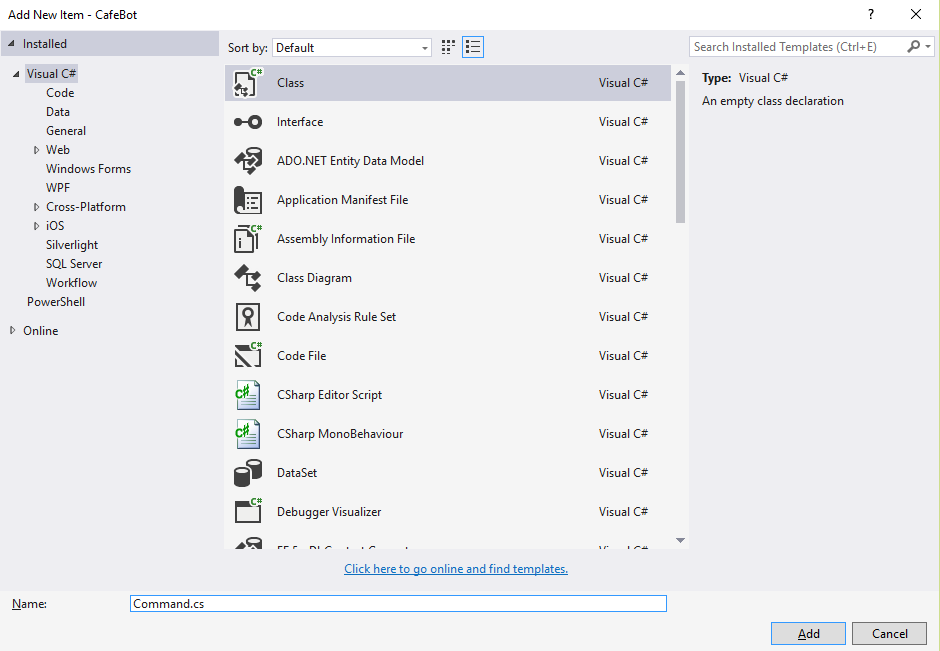 Add New Item - CafeBot
?
Installed
Sort by: Default
Search Installed Templates (Ctrl+E)
Visual C#
Code
Data
General
Web
Windows Forms
WPF
Cross-Platform
iOS
Silverlight
SQL Server
Workflow
PowerShell
Online
C# Class Visual C#
Interface Visual C#
ADO.NET Entity Data Model Visual C#
Application Manifest File Visual C#
C# Assembly Information File Visual C#
Class Diagram Visual C#
Code Analysis Rule Set Visual C#
C# Code File Visual C#
C# CSharp Editor Script Visual C#
C# CSharp MonoBehaviour Visual C#
DataSet Visual C#
C# Debugger Visualizer Visual C#
Visual C#
Type: Visual C#
An empty class declaration
Click here to go online and find templates.
Name: Command.cs
Add Cancel